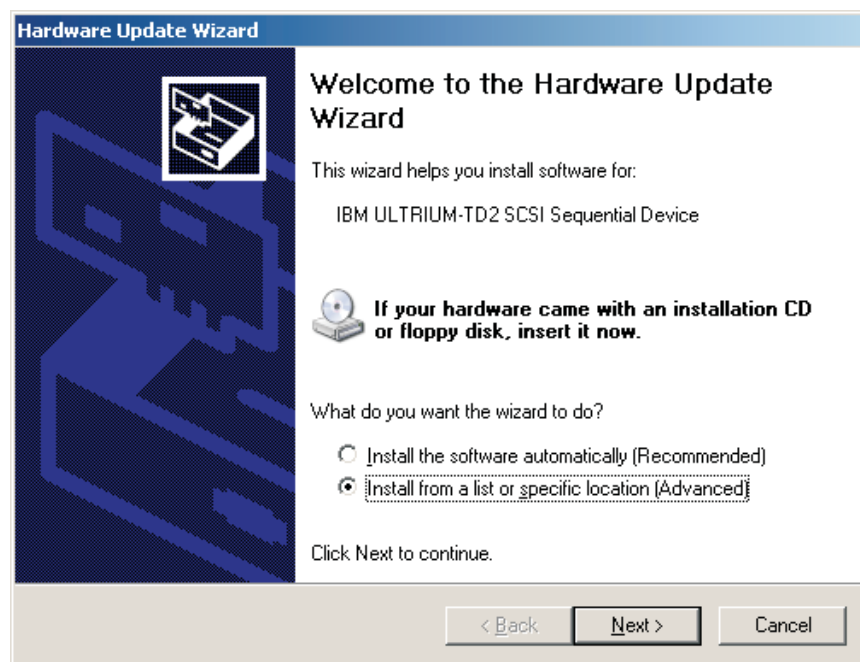 Hardware Update Wizard
Welcome to the Hardware Update
Wizard
This wizard helps you install software for:
IBM ULTRIUM-TD2 SCSI Sequential Device
If your hardware came with an installation CD
or floppy disk, insert it now.
What do you want the wizard to do?
Install the software automatically (Recommended)
Install from a list or specific location (Advanced)
Click Next to continue.
< Back Next > Cancel